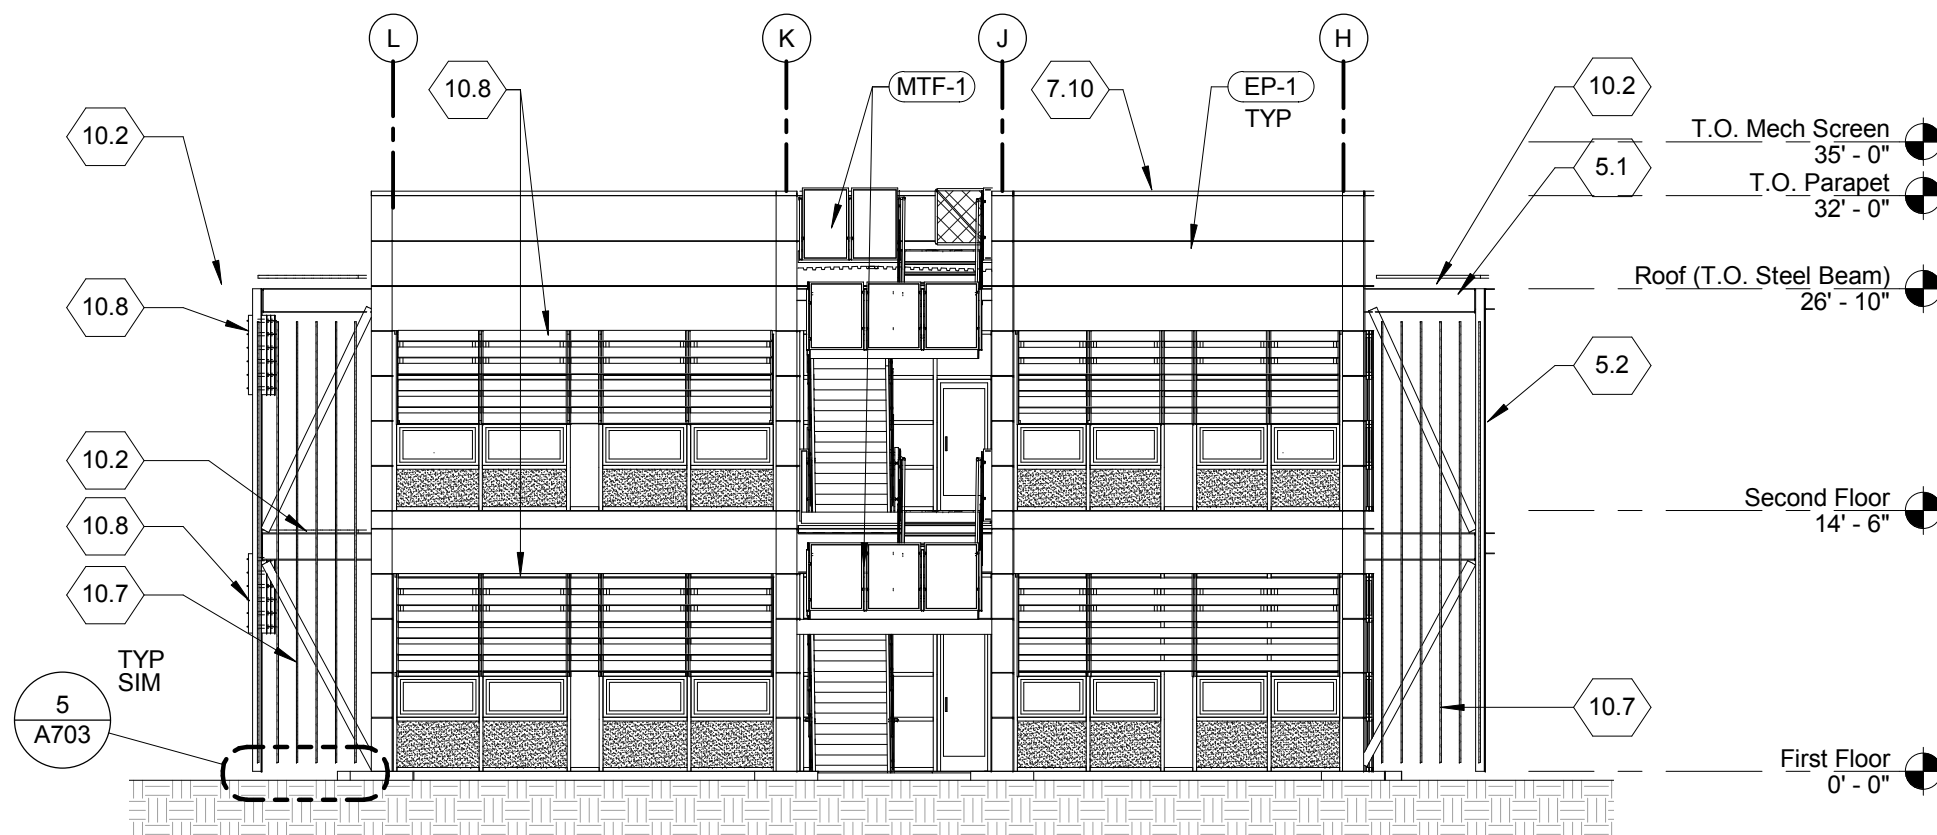 L
K
J
H
10.8
MTF-1
7.10
EP-1
TYP
10.2
10.2
T.O. Mech Screen
35' - 0"
5.1
T.O. Parapet
32' - 0"
Roof (T.O. Steel Beam)
26' - 10"
10.8
5.2
10.2
Second Floor
14' - 6"
10.8
10.7
TYP
SIM
5
A703
10.7
First Floor
0' - 0"